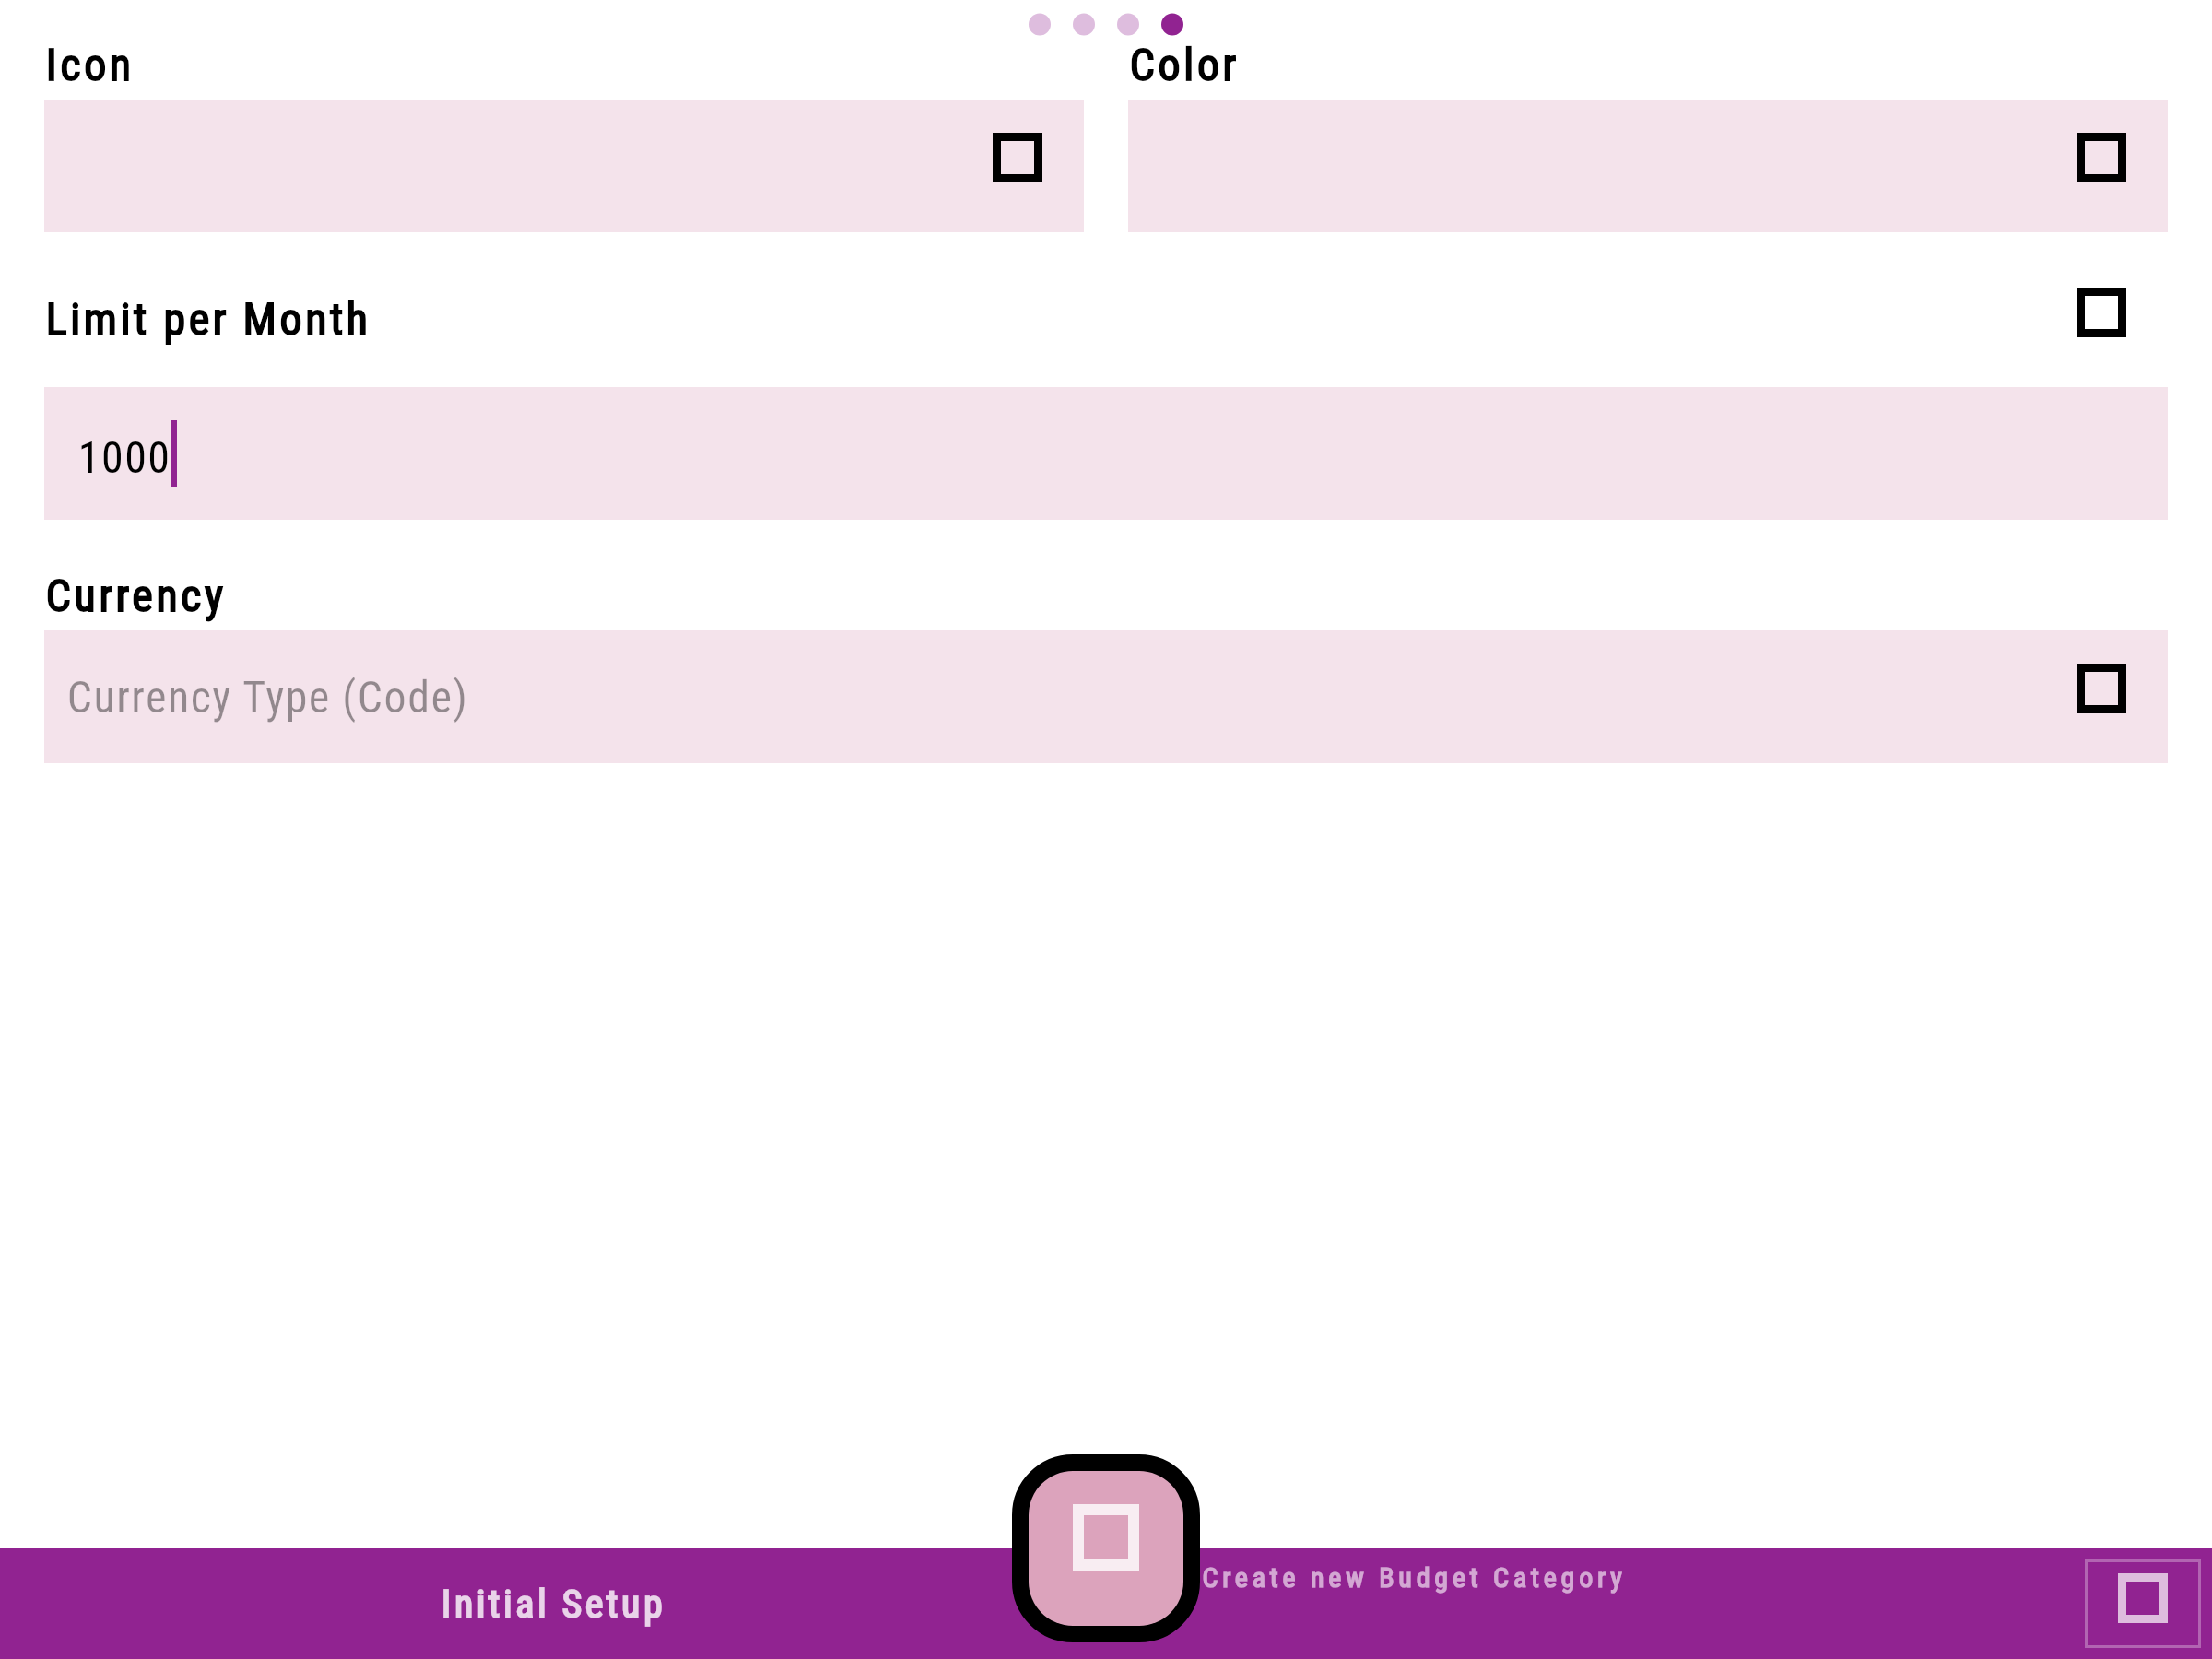 Icon
Color
Limit per Month
1000
Currency
Currency Type (Code)
Initial Setup
Create new Budget Category